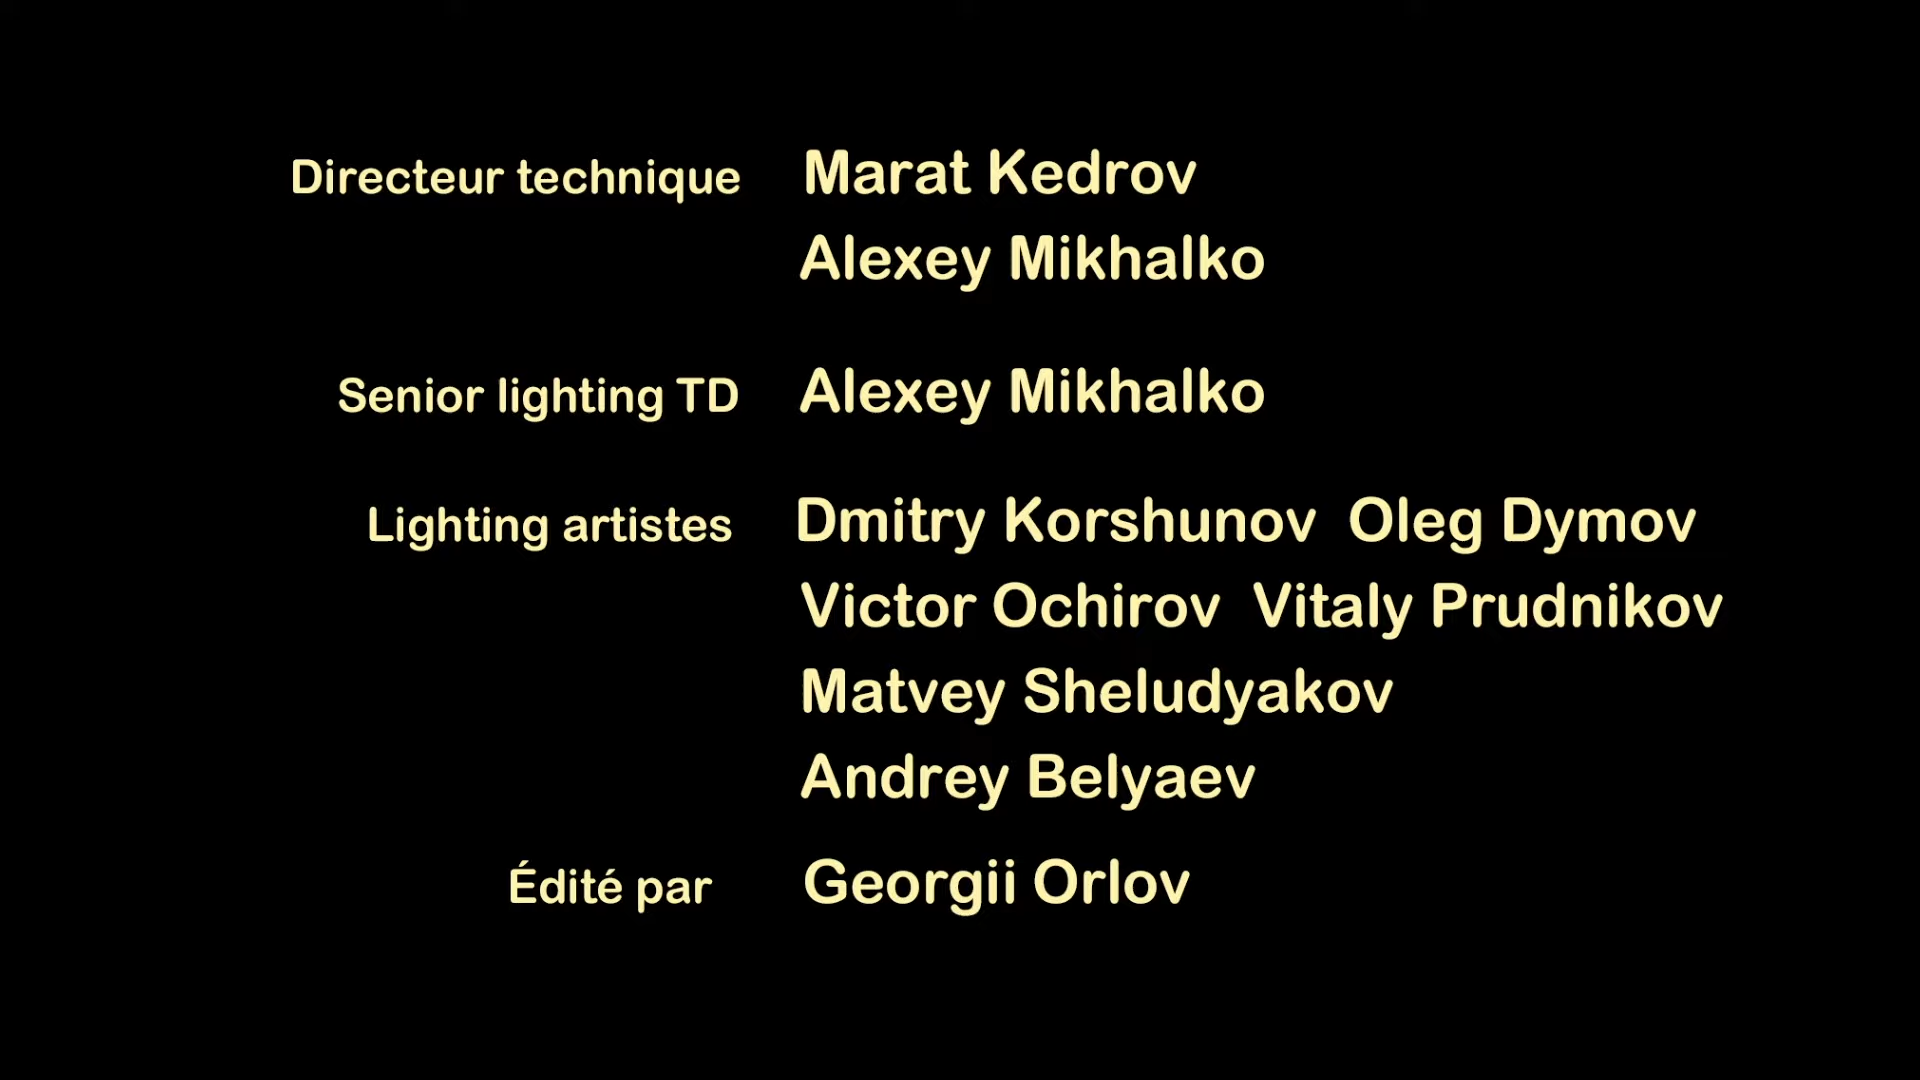 Directeur technique Marat Kedrov
Alexey Mikhalko
Senior lighting TD Alexey Mikhalko
Lighting artistes Dmitry Korshunov Oleg Dymov
Victor Ochirov Vitaly Prudnikov
Matvey Sheludyakov
Andrey Belyaev
Édité par Georgii Orlov